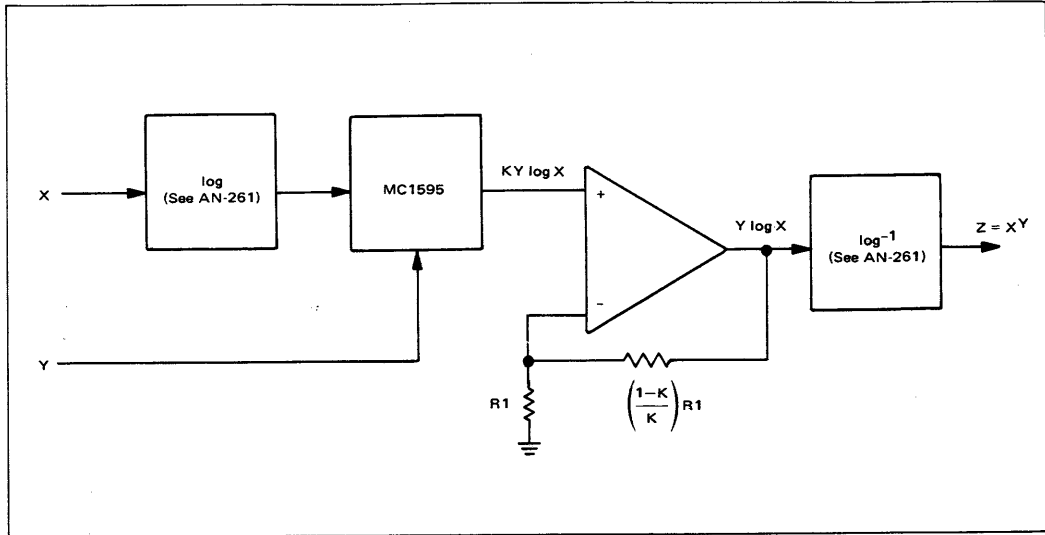 X
log
(See AN-261)
MC1595
KY log X
+
−
Y log X
log⁻¹
(See AN-261)
Z = X^Y
Y
R1
(1−K
K) R1